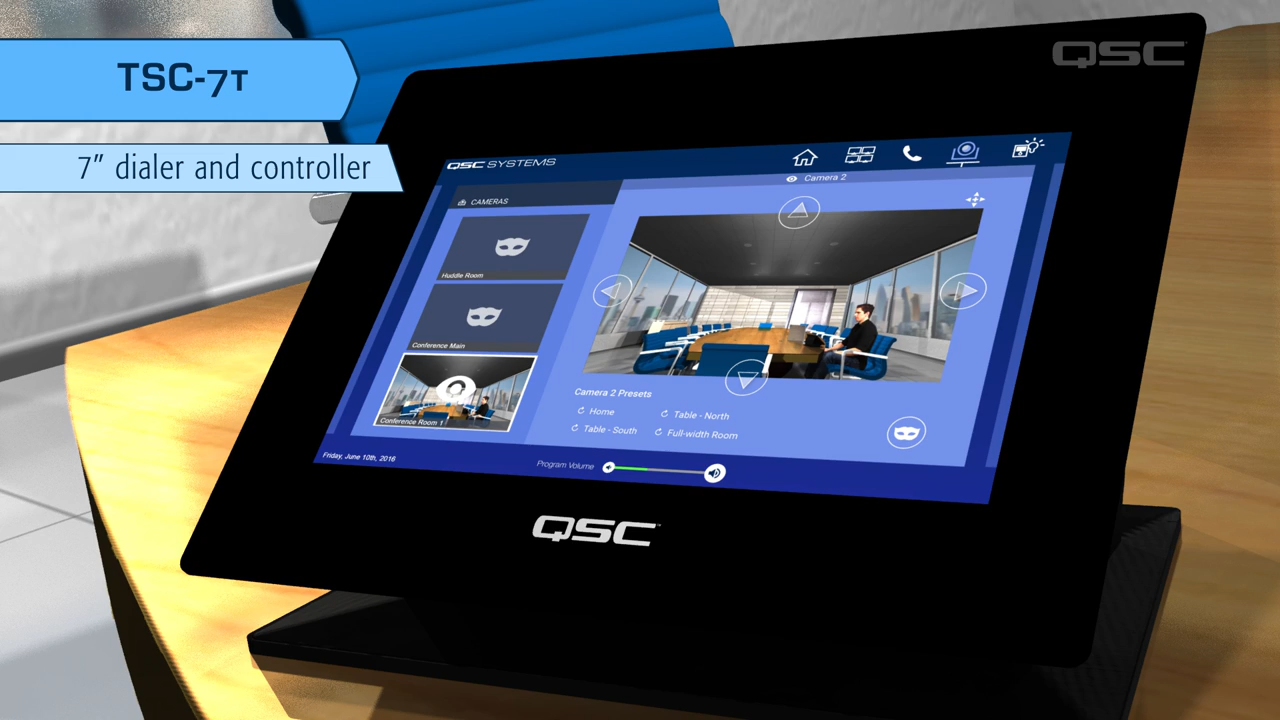 TSC-7T
7” dialer and controller
QSC
QSC SYSTEMS
Camera 2
CAMERAS
Huddle Room
Conference Main
Conference Room 1
Camera 2 Presets
Home
Table - North
Table - South
Full-width Room
Friday, June 10th, 2016
Program Volume
QSC